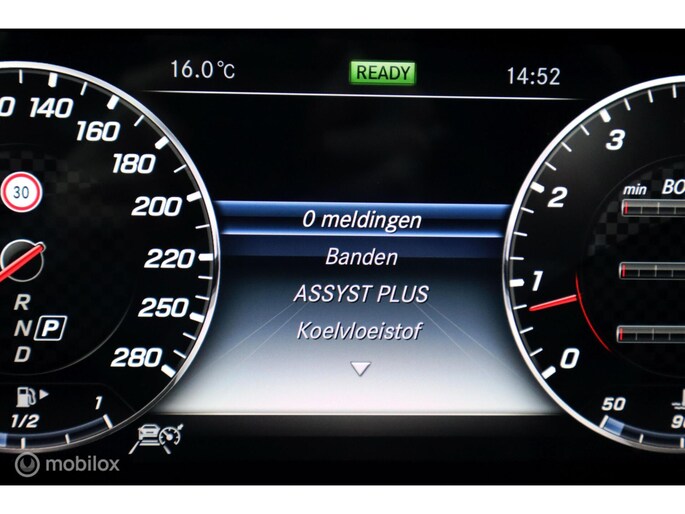 16.0°C
READY
14:52
140
160
180
200
220
250
280
30
R
N P
D
1/2
1
0 meldingen
Banden
ASSYST PLUS
Koelvloeistof
3
2
1
0
min
50
mobilox